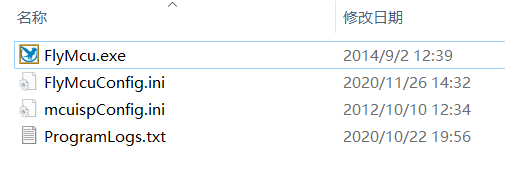 名称 修改日期
FlyMcu.exe 2014/9/2 12:39
FlyMcuConfig.ini 2020/11/26 14:32
mcuispConfig.ini 2012/10/10 12:34
ProgramLogs.txt 2020/10/22 19:56